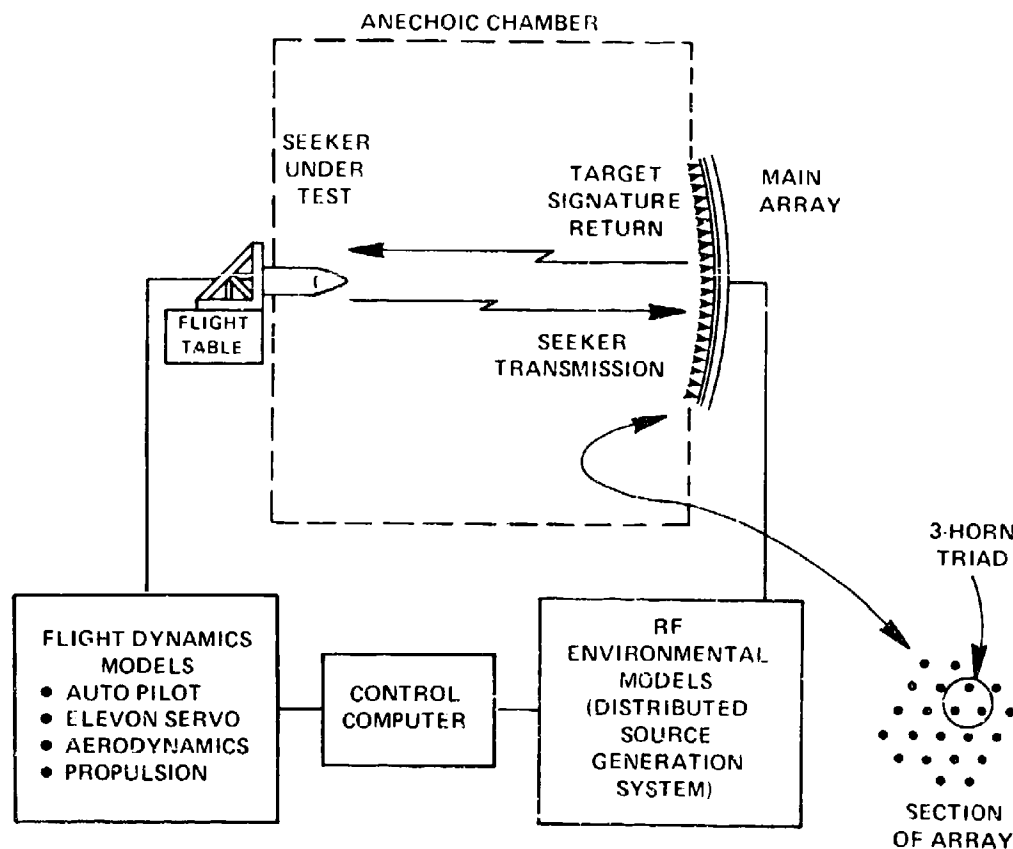 ANECHOIC CHAMBER
SEEKER
UNDER
TEST
TARGET
SIGNATURE
RETURN
MAIN
ARRAY
FLIGHT
TABLE
SEEKER
TRANSMISSION
3-HORN
TRIAD
FLIGHT DYNAMICS
MODELS
• AUTO PILOT
• ELEVON SERVO
• AERODYNAMICS
• PROPULSION
CONTROL
COMPUTER
RF
ENVIRONMENTAL
MODELS
(DISTRIBUTED
SOURCE
GENERATION
SYSTEM)
SECTION
OF ARRAY